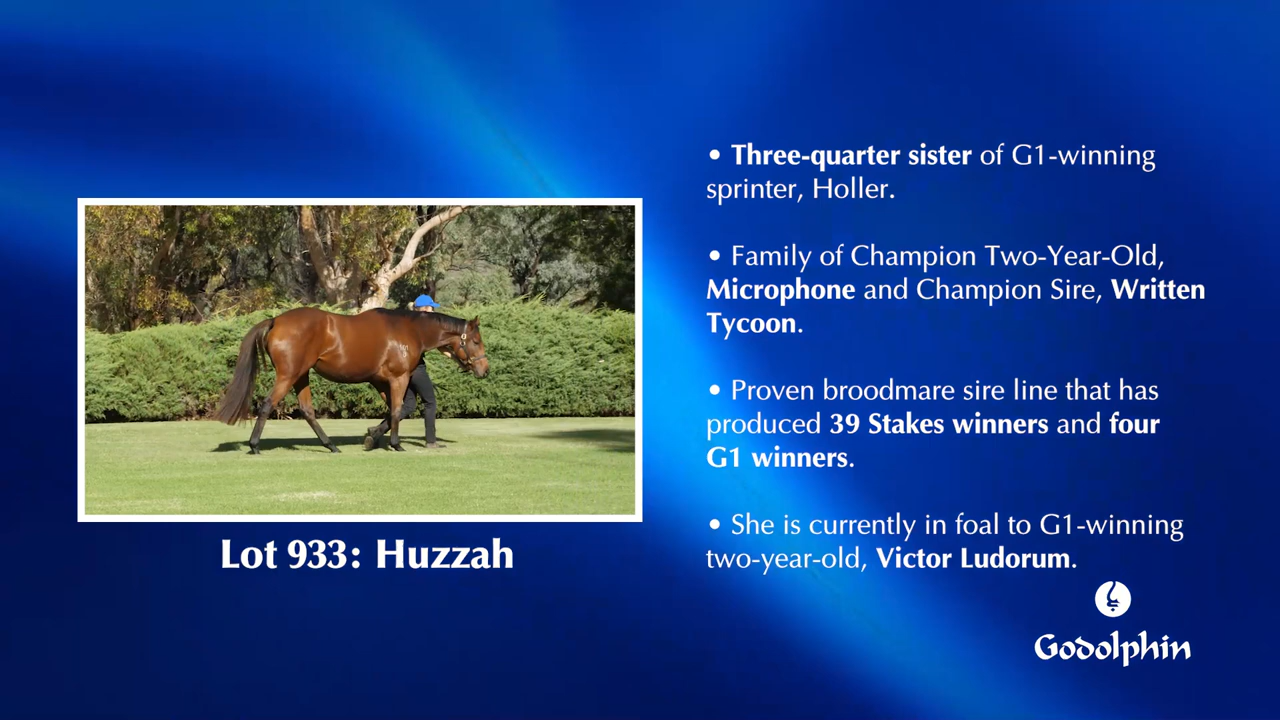 • Three-quarter sister of G1-winning
sprinter, Holler.
• Family of Champion Two-Year-Old,
Microphone and Champion Sire, Written
Tycoon.
• Proven broodmare sire line that has
produced 39 Stakes winners and four
G1 winners.
• She is currently in foal to G1-winning
two-year-old, Victor Ludorum.
Lot 933: Huzzah
Godolphin